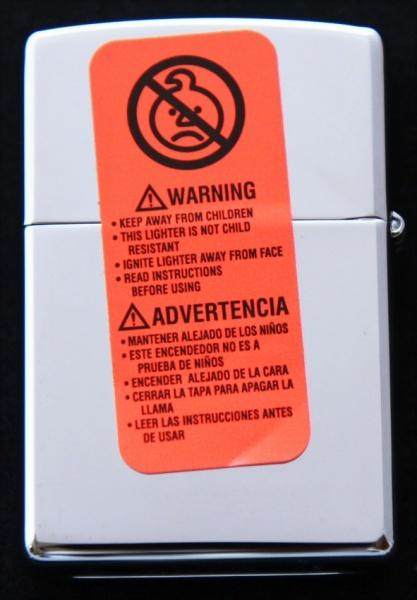 ⚠ WARNING
• KEEP AWAY FROM CHILDREN
• THIS LIGHTER IS NOT CHILD
RESISTANT
• IGNITE LIGHTER AWAY FROM FACE
• READ INSTRUCTIONS
BEFORE USING
⚠ ADVERTENCIA
• MANTENER ALEJADO DE LOS NIÑOS
• ESTE ENCENDEDOR NO ES A
PRUEBA DE NIÑOS
• ENCENDER ALEJADO DE LA CARA
• CERRAR LA TAPA PARA APAGAR LA
LLAMA
• LEER LAS INSTRUCCIONES ANTES
DE USAR